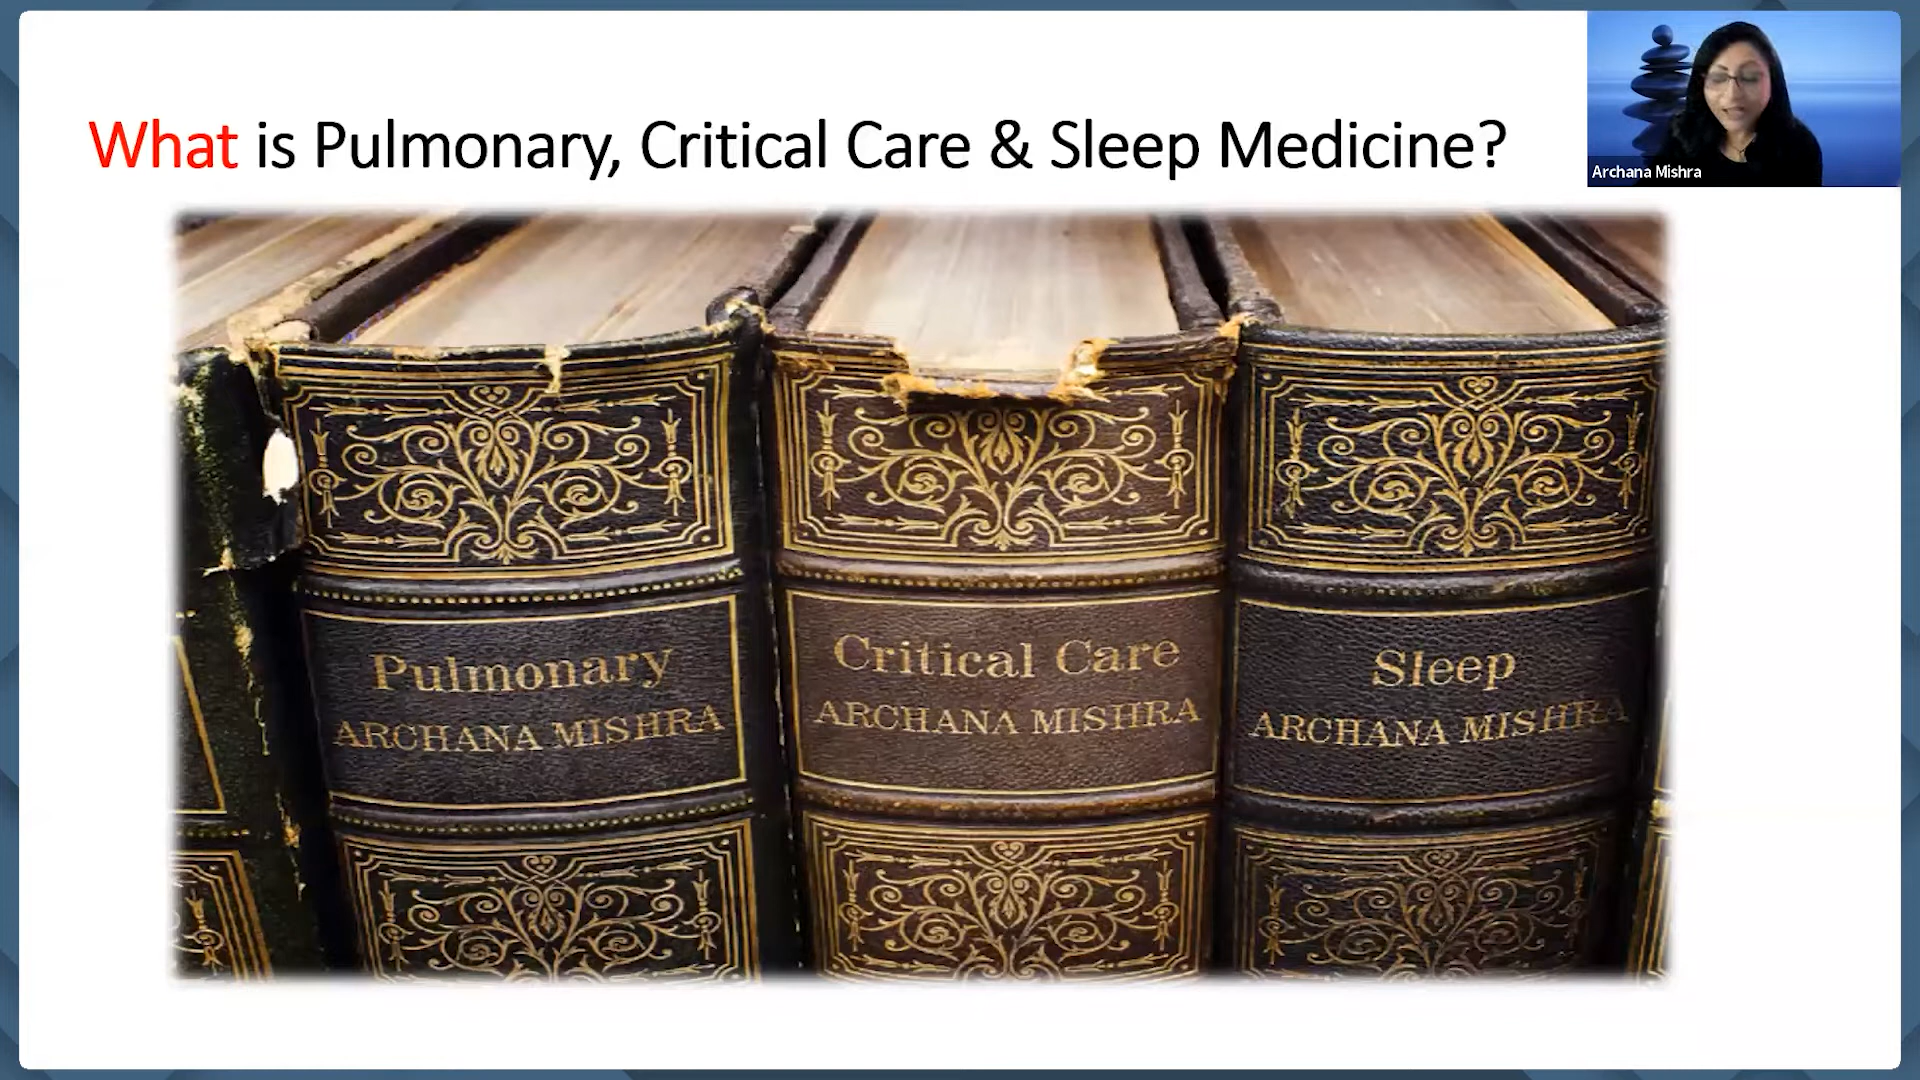 What is Pulmonary, Critical Care & Sleep Medicine?
Archana Mishra
Pulmonary
ARCHANA MISHRA
Critical Care
ARCHANA MISHRA
Sleep
ARCHANA MISHRA